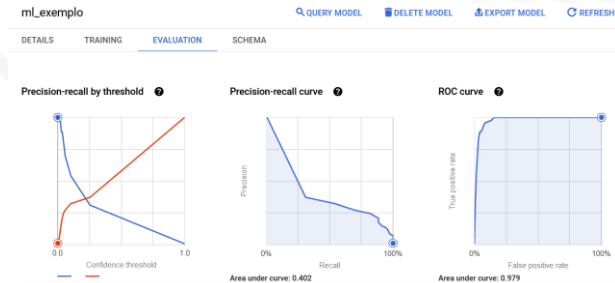 ml_exemplo
QUERY MODEL DELETE MODEL EXPORT MODEL REFRESH
DETAILS TRAINING EVALUATION SCHEMA
Precision-recall by threshold ? Precision-recall curve ? ROC curve ?
Precision
True positive rate
0.0 1.0 0% 100% 0% 100%
Confidence threshold Recall False positive rate
Area under curve: 0.402 Area under curve: 0.979